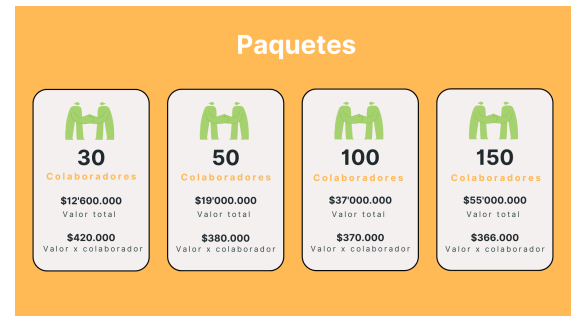 Paquetes
30
Colaboradores
$12'600.000
Valor total
$420.000
Valor x colaborador
50
Colaboradores
$19'000.000
Valor total
$380.000
Valor x colaborador
100
Colaboradores
$37'000.000
Valor total
$370.000
Valor x colaborador
150
Colaboradores
$55'000.000
Valor total
$366.000
Valor x colaborador